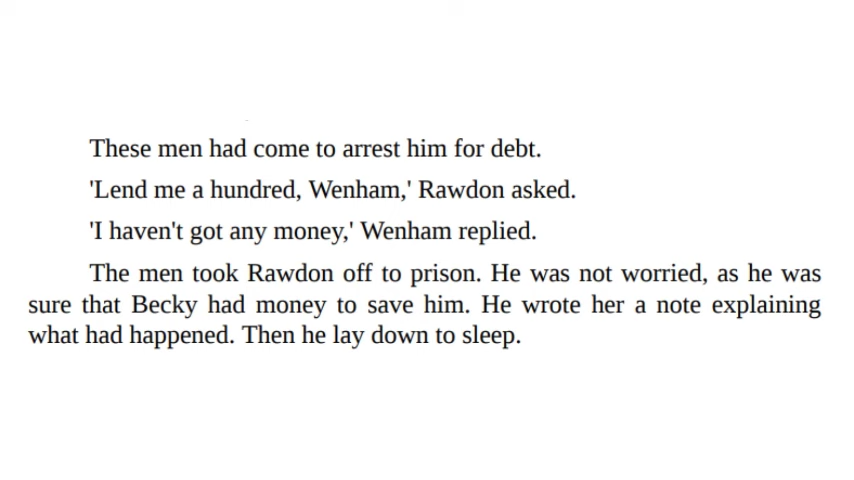 These men had come to arrest him for debt.
'Lend me a hundred, Wenham,' Rawdon asked.
'I haven't got any money,' Wenham replied.
The men took Rawdon off to prison. He was not worried, as he was
sure that Becky had money to save him. He wrote her a note explaining
what had happened. Then he lay down to sleep.